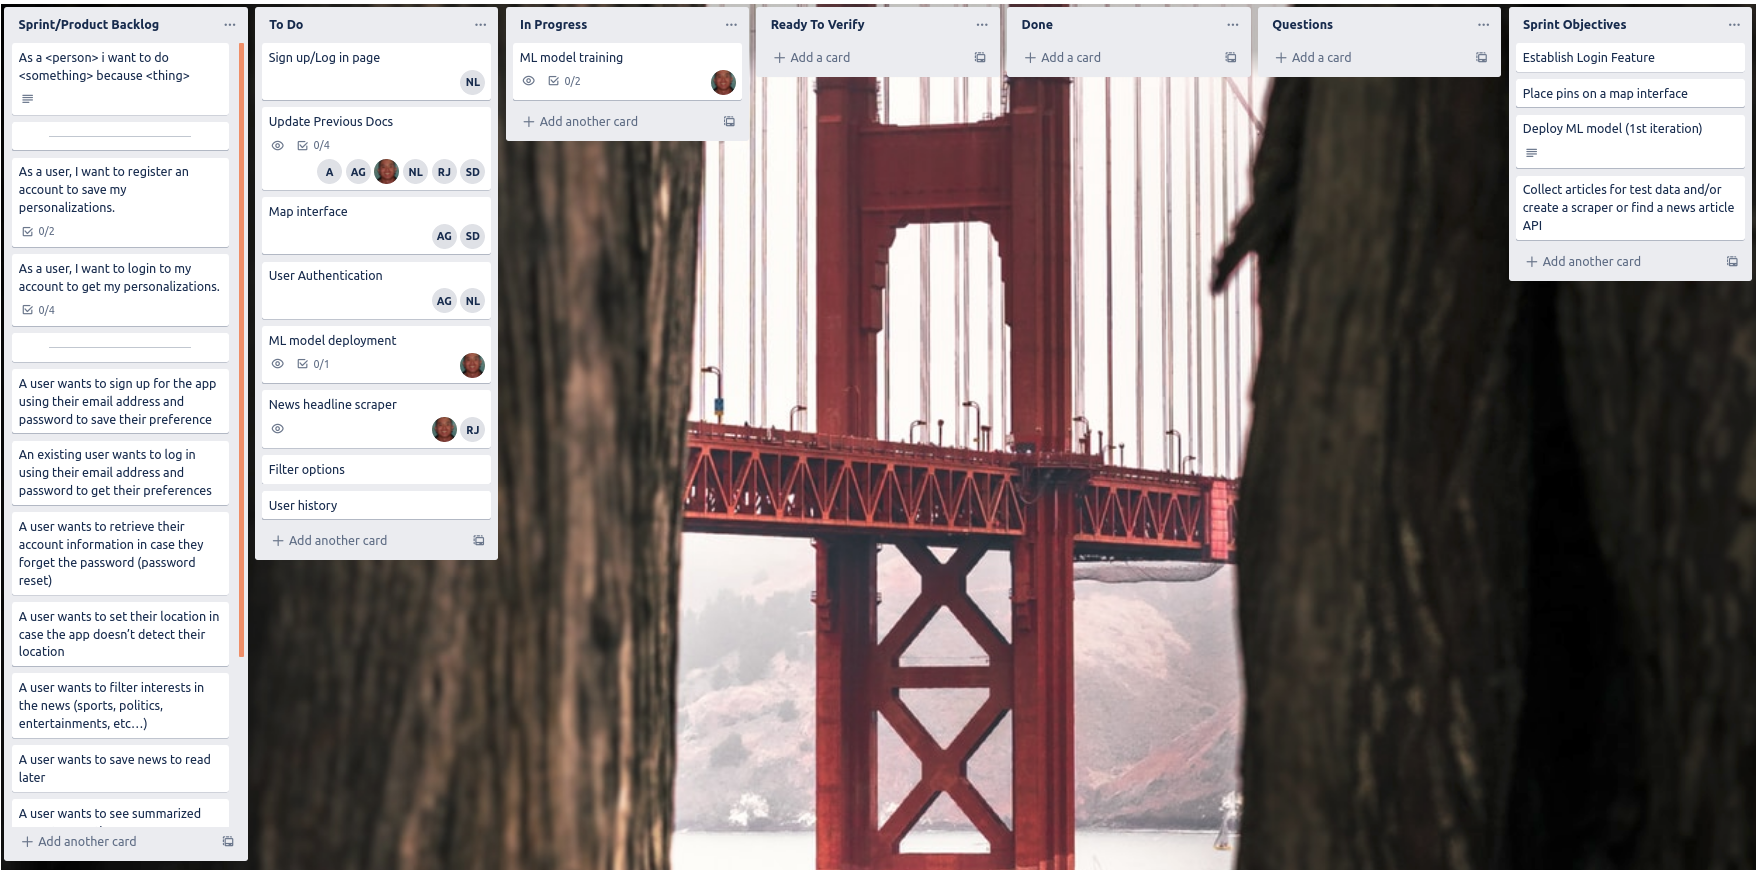 Sprint/Product Backlog
As a <person> i want to do
<something> because <thing>
As a user, I want to register an
account to save my
personalizations.
0/2
As a user, I want to login to my
account to get my personalizations.
0/4
A user wants to sign up for the app
using their email address and
password to save their preference
An existing user wants to log in
using their email address and
password to get their preferences
A user wants to retrieve their
account information in case they
forget the password (password
reset)
A user wants to set their location in
case the app doesn't detect their
location
A user wants to filter interests in
the news (sports, politics,
entertainments, etc...)
A user wants to save news to read
later
A user wants to see summarized
+ Add another card
To Do
Sign up/Log in page
NL
Update Previous Docs
0/4
A AG NL RJ SD
Map interface
AG SD
User Authentication
AG NL
ML model deployment
0/1
News headline scraper
RJ
Filter options
User history
+ Add another card
In Progress
ML model training
0/2
+ Add another card
Ready To Verify
+ Add a card
Done
+ Add a card
Questions
+ Add a card
Sprint Objectives
Establish Login Feature
Place pins on a map interface
Deploy ML model (1st iteration)
Collect articles for test data and/or
create a scraper or find a news article
API
+ Add another card